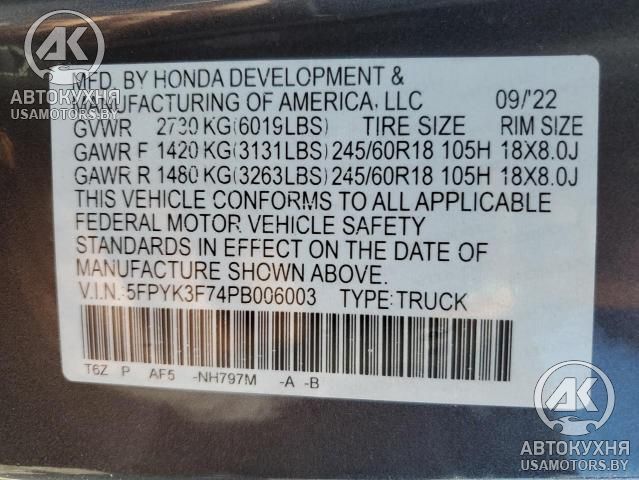 AK
АВТОКУХНЯ
USAMOTORS.BY
MFD. BY HONDA DEVELOPMENT &
MANUFACTURING OF AMERICA, LLC 09/'22
GVWR 2730 KG(6019LBS) TIRE SIZE RIM SIZE
GAWR F 1420 KG(3131LBS) 245/60R18 105H 18X8.0J
GAWR R 1480 KG(3263LBS) 245/60R18 105H 18X8.0J
THIS VEHICLE CONFORMS TO ALL APPLICABLE
FEDERAL MOTOR VEHICLE SAFETY
STANDARDS IN EFFECT ON THE DATE OF
MANUFACTURE SHOWN ABOVE.
V.I.N.:5FPYK3F74PB006003 TYPE:TRUCK
T6Z P AF5 -NH797M -A -B
AK
АВТОКУХНЯ
USAMOTORS.BY